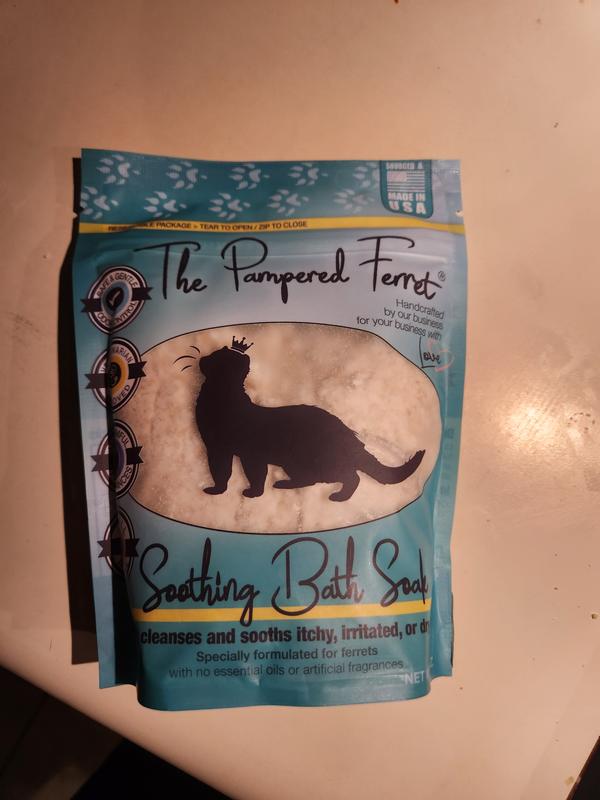 SOURCED &
MADE IN
USA
RESEALABLE PACKAGE > TEAR TO OPEN / ZIP TO CLOSE
The Pampered Ferret®
Handcrafted
by our business
for your business with
love
& GENTLE
Soothing Bath Soak
cleanses and sooths itchy, irritated, or
Specially formulated for ferrets
with no essential oils or artificial fragrances
NET